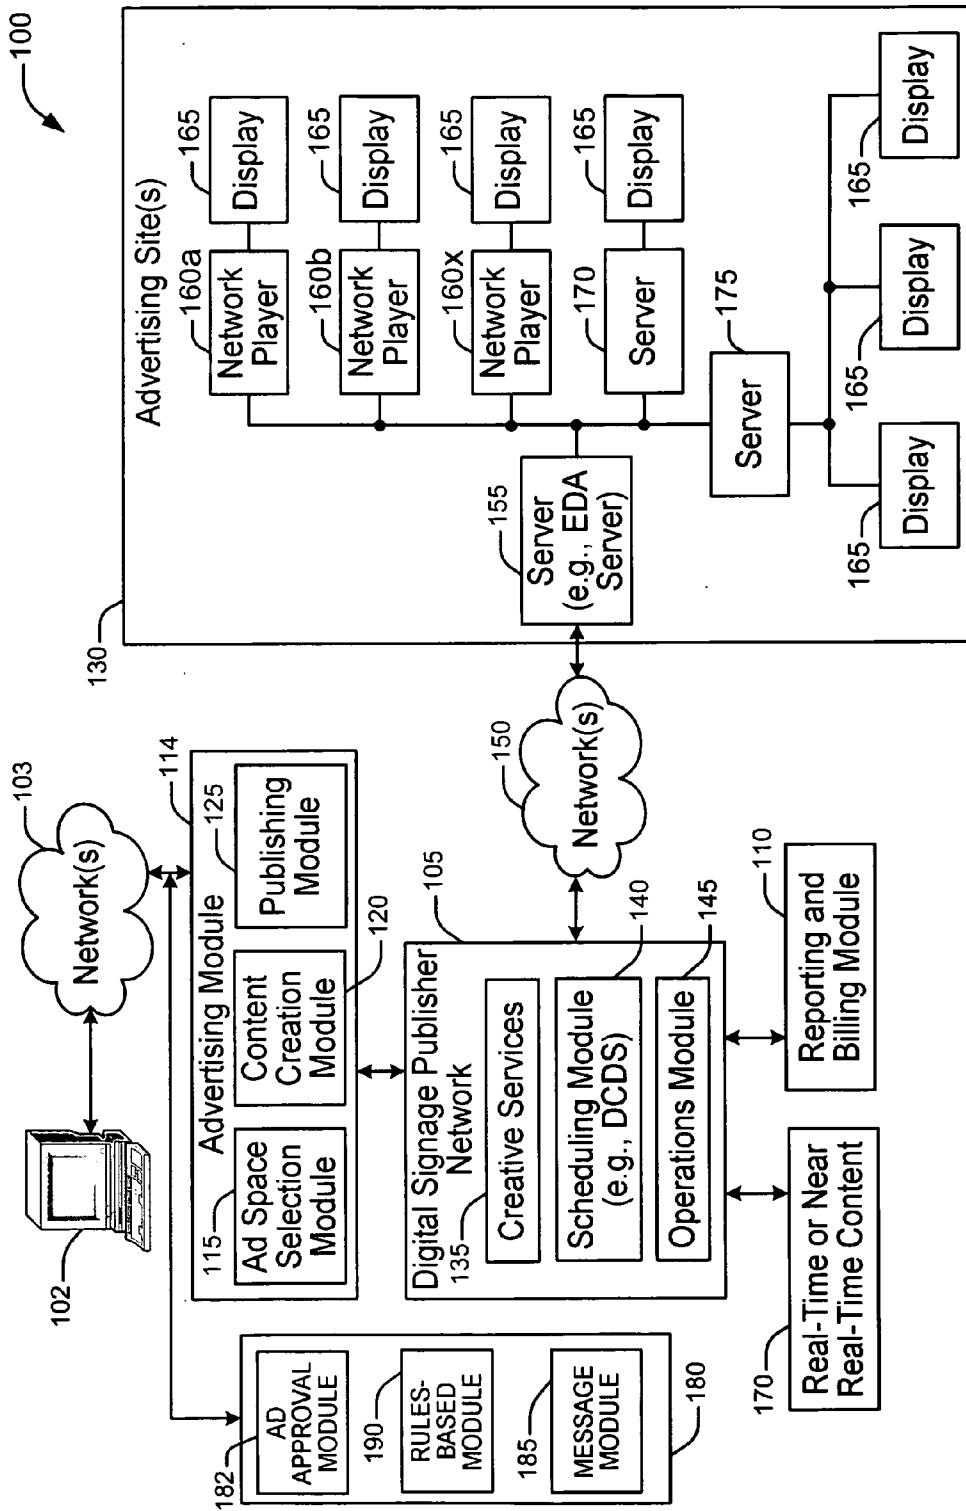 100
102
103
Network(s)
114
Advertising Module
115
Ad Space
Selection
Module
Content
Creation
Module
120
125
Publishing
Module
182
AD
APPROVAL
MODULE
190
RULES-
BASED
MODULE
185
MESSAGE
MODULE
180
105
Digital Signage Publisher
Network
135
Creative Services
Scheduling Module
(e.g., DCDS)
140
Operations Module
145
170
Real-Time or Near
Real-Time Content
110
Reporting and
Billing Module
150
Network(s)
130
Advertising Site(s)
155
Server
(e.g., EDA
Server)
160a
Network
Player
165
Display
160b
Network
Player
165
Display
160x
Network
Player
165
Display
170
Server
165
Display
175
Server
165
Display
165
Display
165
Display